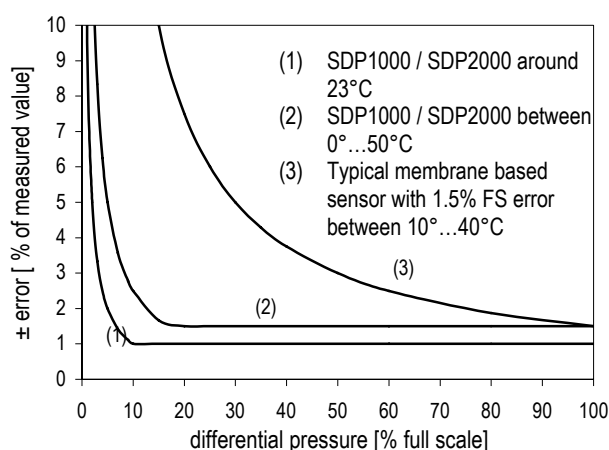 ± error [ % of measured value]
10
9
8
7
6
5
4
3
2
1
0
(1) SDP1000 / SDP2000 around
23°C
(2) SDP1000 / SDP2000 between
0°…50°C
(3) Typical membrane based
sensor with 1.5% FS error
between 10°…40°C
(3)
(2)
(1)
0 10 20 30 40 50 60 70 80 90 100
differential pressure [% full scale]